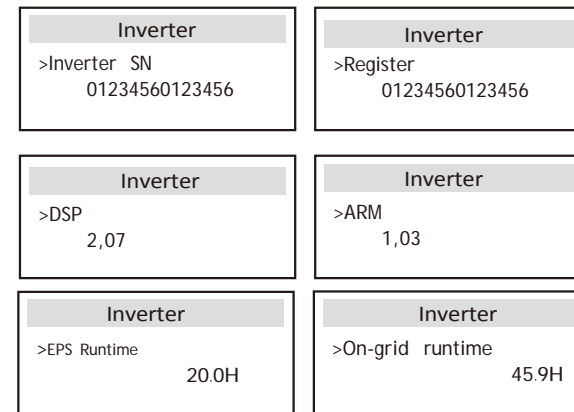 Inverter
>Inverter SN
01234560123456
Inverter
>Register
01234560123456
Inverter
>DSP
2,07
Inverter
>ARM
1,03
Inverter
>EPS Runtime
20.0H
Inverter
>On-grid runtime
45.9H